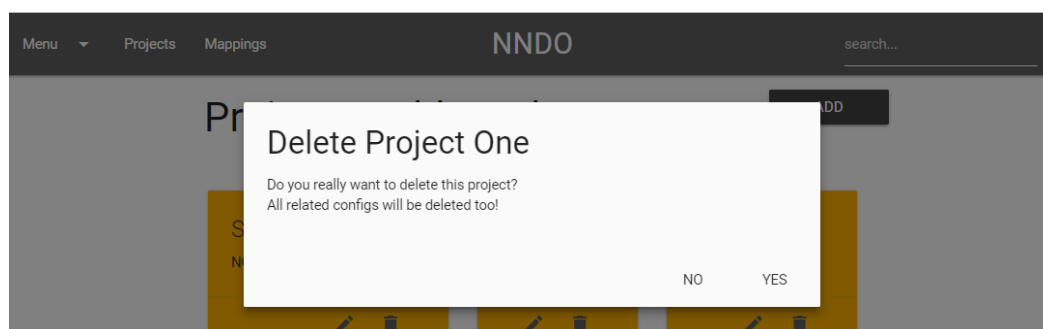 Menu Projects Mappings NNDO search...
Pr ADD
Delete Project One
Do you really want to delete this project?
All related configs will be deleted too!
S
NO YES